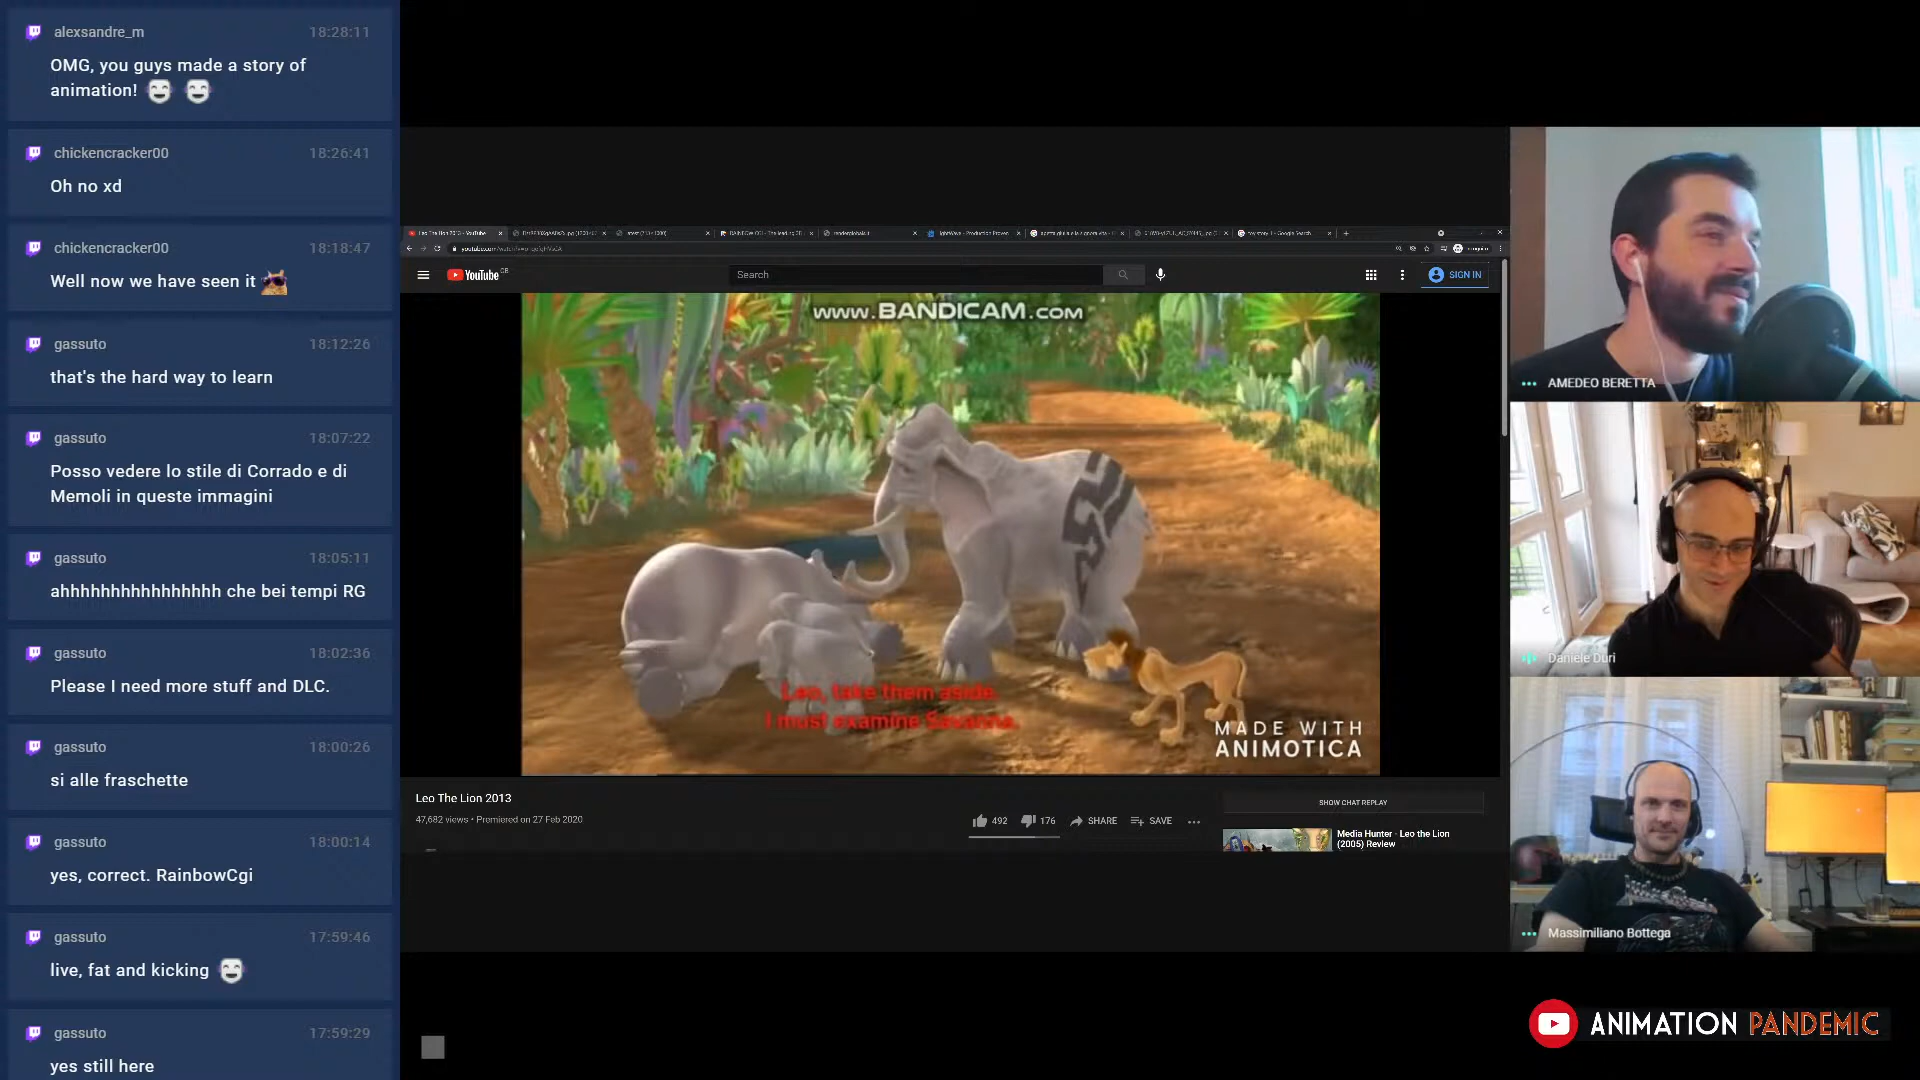 alexsandre_m 18:28:11
OMG, you guys made a story of
animation!
chickencracker00 18:26:41
Oh no xd
chickencracker00 18:18:47
Well now we have seen it
gassuto 18:12:26
that's the hard way to learn
gassuto 18:07:22
Posso vedere lo stile di Corrado e di
Memoli in queste immagini
gassuto 18:05:11
ahhhhhhhhhhhhhhhh che bei tempi RG
gassuto 18:02:36
Please I need more stuff and DLC.
gassuto 18:00:26
si alle fraschette
gassuto 18:00:14
yes, correct. RainbowCgi
gassuto 17:59:46
live, fat and kicking
gassuto 17:59:29
yes still here
Leo The Lion 2013 - YouTube
YouTube GB
Search
SIGN IN
www.BANDICAM.COM
Leo, take them aside.
I must examine Savanna.
MADE WITH
ANIMOTICA
Leo The Lion 2013
47,682 views • Premiered on 27 Feb 2020
492 176 SHARE SAVE
SHOW CHAT REPLAY
Media Hunter - Leo the Lion
(2005) Review
AMEDEO BERETTA
Daniele Duri
Massimiliano Bottega
ANIMATION PANDEMIC